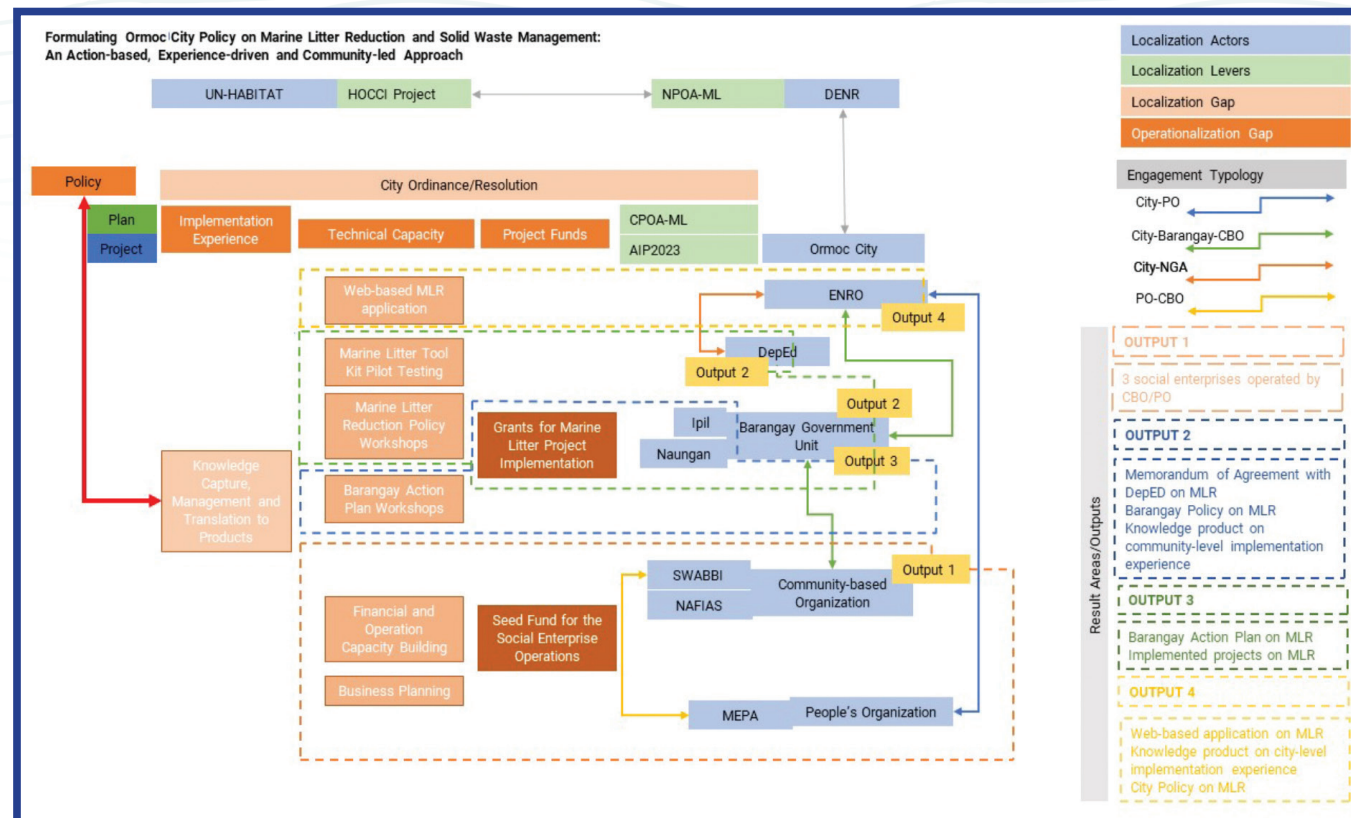 Formulating Ormoc City Policy on Marine Litter Reduction and Solid Waste Management:
An Action-based, Experience-driven and Community-led Approach
UN-HABITAT
HOCCI Project
NPOA-ML
DENR
Policy
City Ordinance/Resolution
Plan
Project
Implementation
Experience
Technical Capacity
Project Funds
CPOA-ML
AIP2023
Ormoc City
Web-based MLR
application
ENRO
Output 4
Marine Litter Tool
Kit Pilot Testing
DepEd
Output 2
Marine Litter
Reduction Policy
Workshops
Grants for Marine
Litter Project
Implementation
Ipil
Naungan
Barangay Government
Unit
Output 2
Output 3
Knowledge
Capture,
Management and
Translation to
Products
Barangay Action
Plan Workshops
Output 1
SWABBI
NAFIAS
Community-based
Organization
Financial and
Operation
Capacity Building
Seed Fund for the
Social Enterprise
Operations
Business Planning
MEPA
People's Organization
Localization Actors
Localization Levers
Localization Gap
Operationalization Gap
Engagement Typology
City-PO
City-Barangay-CBO
City-NGA
PO-CBO
Result Areas/Outputs
OUTPUT 1
3 social enterprises operated by
CBO/PO
OUTPUT 2
Memorandum of Agreement with
DepED on MLR
Barangay Policy on MLR
Knowledge product on
community-level implementation
experience
OUTPUT 3
Barangay Action Plan on MLR
Implemented projects on MLR
OUTPUT 4
Web-based application on MLR
Knowledge product on city-level
implementation experience
City Policy on MLR